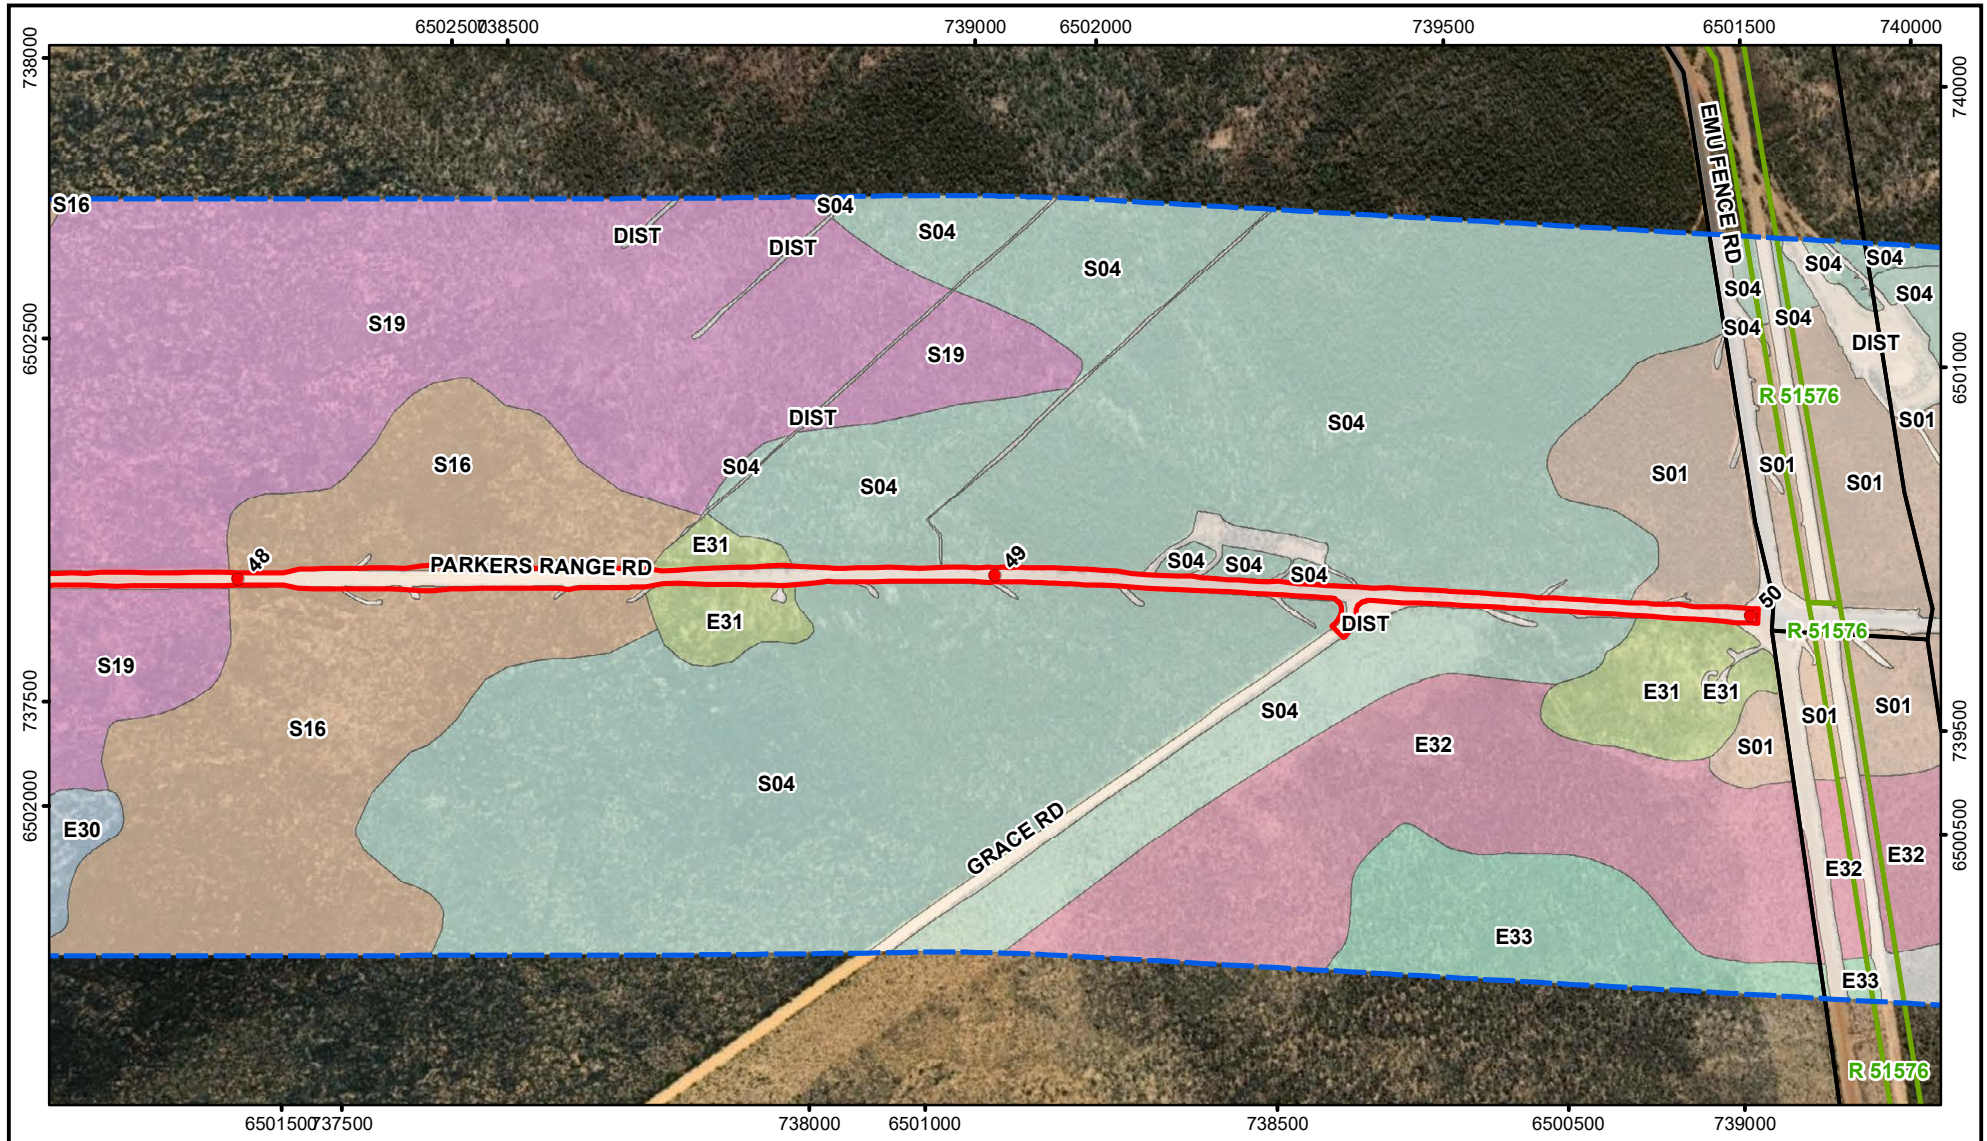 6502500 738500 739000 6502000 739500 6501500 740000
738000
740000
EMU FENCE RD
S16 S04
DIST DIST S04 S04
S04 S04 S04
S04 S04
S19 S04 S04
6502500 S19 DIST 6501000
R 51576
DIST S04 S01
S16 S04 S04 S01 S01 S01
E31 S04 S04 S04
48 PARKERS RANGE RD 49 50
E31 DIST R 51576
S19 E31 E31
737500 S16 S04 S01 S01 739500
E32 S01
S04
6502000 E30 GRACE RD 6500500
E32 E32
E33
E33
R 51576
6501500 737500 738000 6501000 738500 6500500 739000